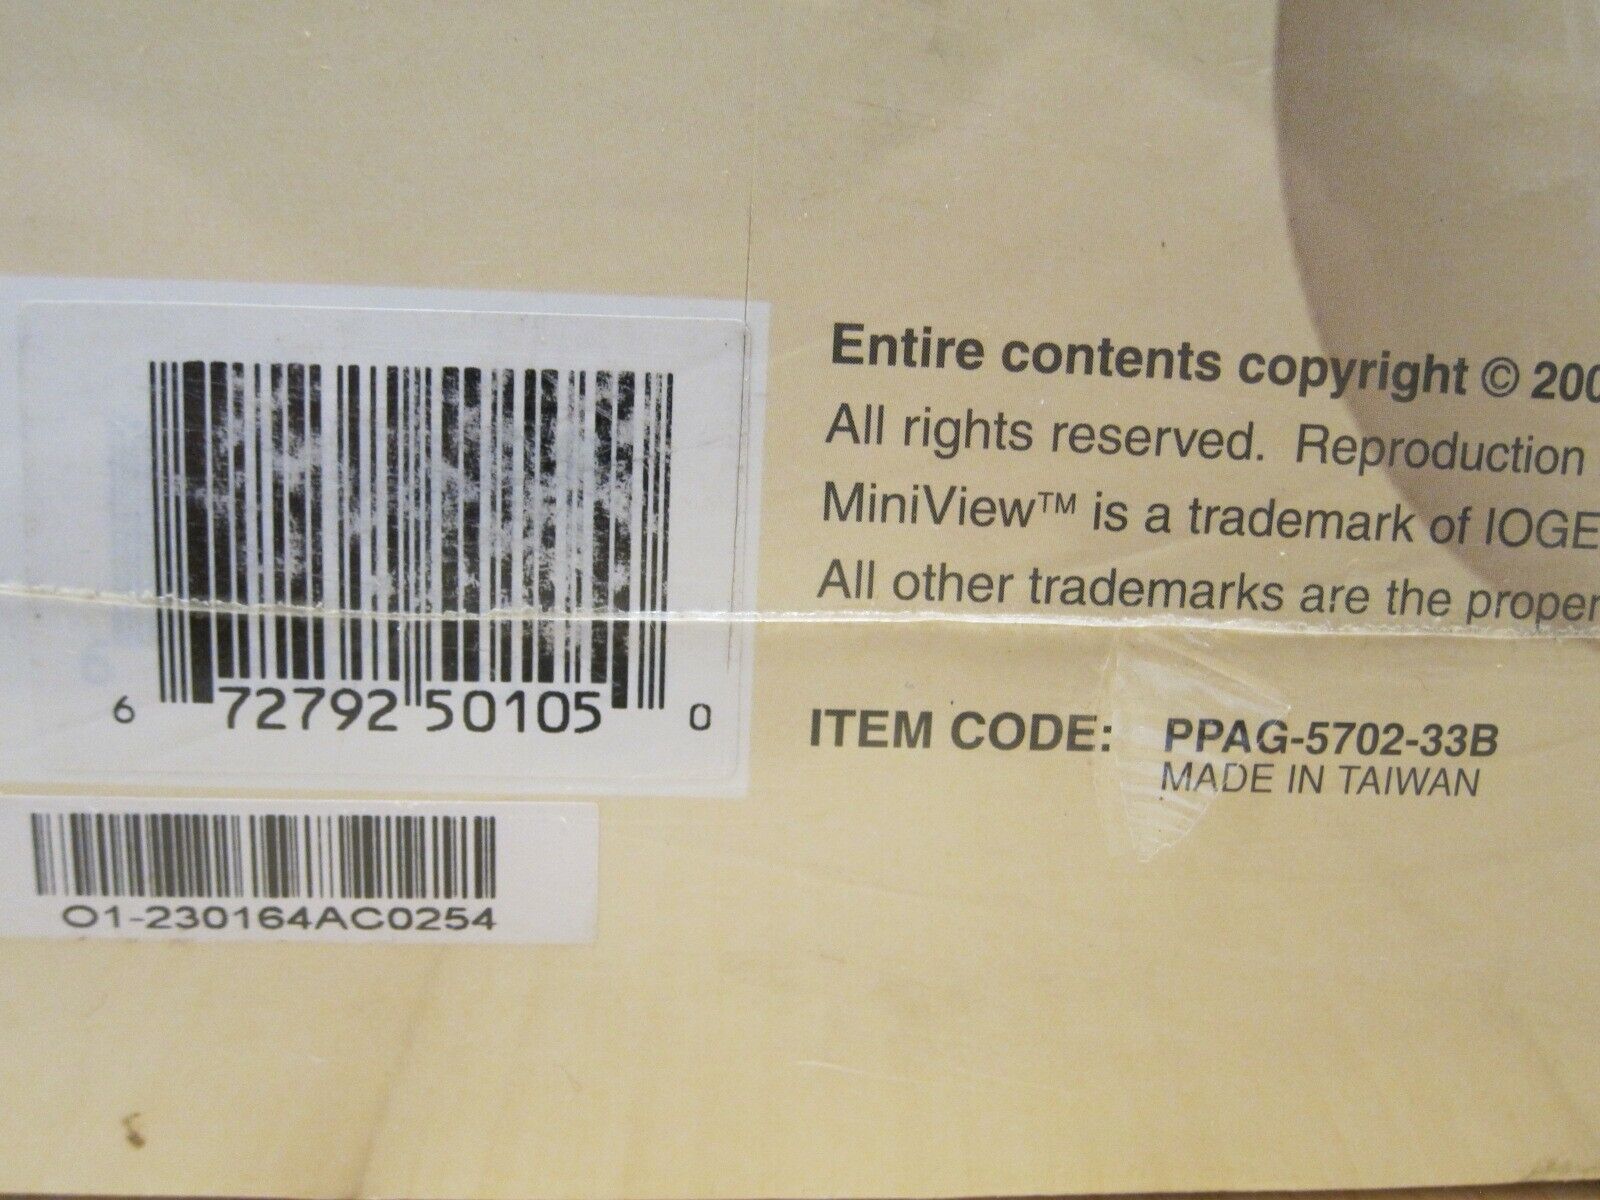 Entire contents copyright © 200
All rights reserved. Reproduction
MiniView™ is a trademark of IOGE
All other trademarks are the proper
6 72792 50105 0
ITEM CODE: PPAG-5702-33B
MADE IN TAIWAN
O1-230164AC0254